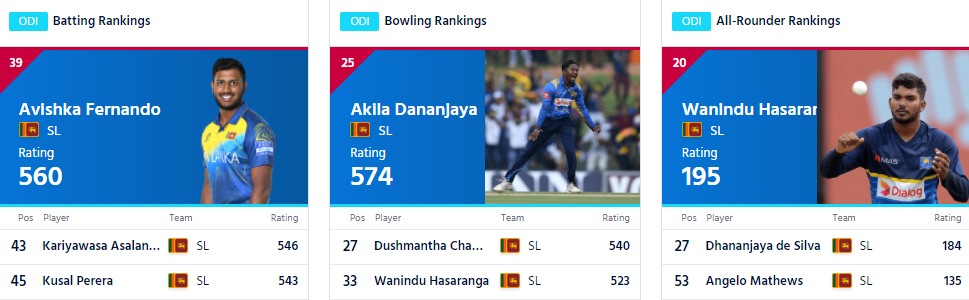 ODI Batting Rankings
39
Avishka Fernando
SL
Rating
560
Pos Player Team Rating
43 Kariyawasa Asalan... SL 546
45 Kusal Perera SL 543
ODI Bowling Rankings
25
Akila Dananjaya
SL
Rating
574
Pos Player Team Rating
27 Dushmantha Cha... SL 540
33 Wanindu Hasaranga SL 523
ODI All-Rounder Rankings
20
Wanindu Hasaran
SL
Rating
195
MAS
Dialog
Pos Player Team Rating
27 Dhananjaya de Silva SL 184
53 Angelo Mathews SL 135